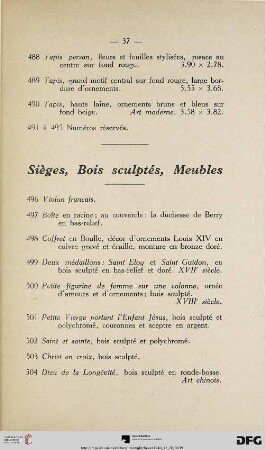 — 37 —
488 Tapis persan, fleurs et feuilles stylisées, rosace au
centre sur fond rouge. 3.90 × 2.78.
489 Tapis, grand motif central sur fond rouge, large bor-
dure d'ornements. 5.55 × 3.68.
490 Tapis, haute laine, ornements bruns et bleus sur
fond beige. Art moderne. 5.58 × 3.82.
491 à 495 Numéros réservés.
Sièges, Bois sculptés, Meubles
496 Violon français.
497 Boîte en racine; au couvercle: la duchesse de Berry
en bas-relief.
498 Coffret en Boulle, décor d'ornements Louis XIV en
cuivre gravé et écaille, monture en bronze doré.
499 Deux médaillons: Saint Eloy et Saint Guidon, en
bois sculpté en bas-relief et doré. XVIIe siècle.
500 Petite figurine de femme sur une colonne, ornée
d'amours et d'ornements; bois sculpté.
XVIIIe siècle.
501 Petite Vierge portant l'Enfant Jésus, bois sculpté et
polychromé, couronnes et sceptre en argent.
502 Saint et sainte, bois sculpté et polychromé.
503 Christ en croix, bois sculpté.
504 Dieu de la Longévité, bois sculpté en ronde-bosse.
Art chinois.
DFG